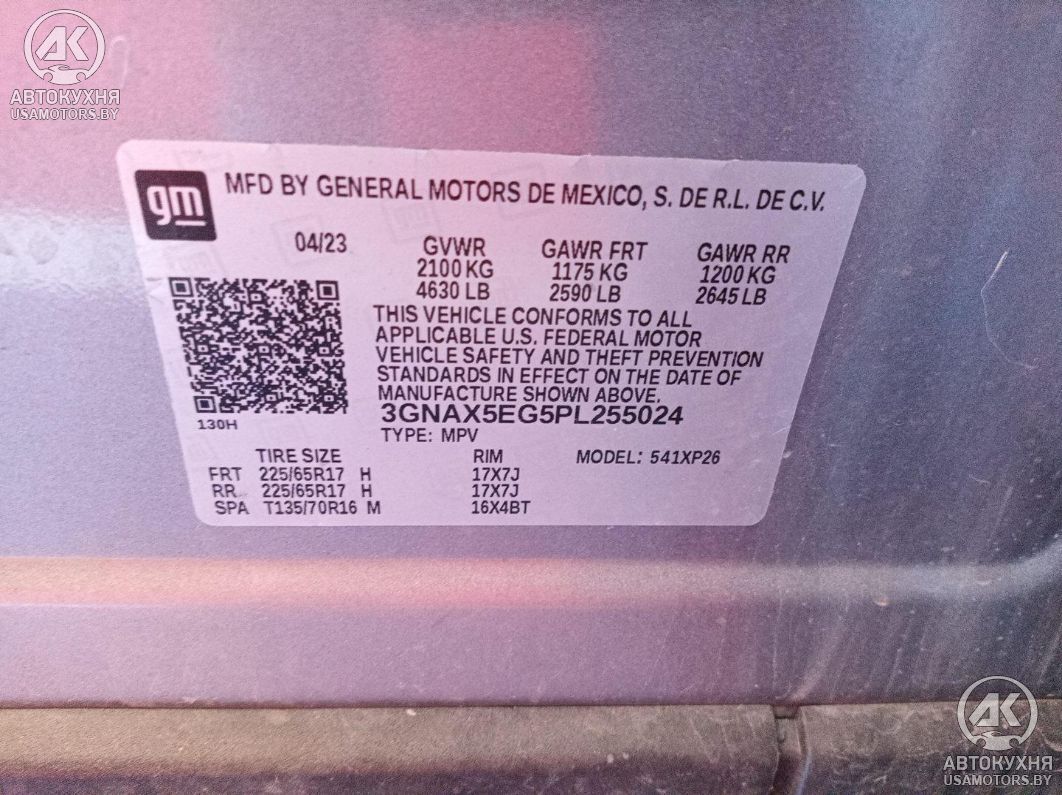 AK
АВТОКУХНЯ
USAMOTORS.BY
gm
MFD BY GENERAL MOTORS DE MEXICO, S. DE R.L. DE C.V.
04/23 GVWR GAWR FRT GAWR RR
2100 KG 1175 KG 1200 KG
4630 LB 2590 LB 2645 LB
THIS VEHICLE CONFORMS TO ALL
APPLICABLE U.S. FEDERAL MOTOR
VEHICLE SAFETY AND THEFT PREVENTION
STANDARDS IN EFFECT ON THE DATE OF
MANUFACTURE SHOWN ABOVE.
130H 3GNAX5EG5PL255024
TYPE: MPV
TIRE SIZE RIM MODEL: 541XP26
FRT 225/65R17 H 17X7J
RR 225/65R17 H 17X7J
SPA T135/70R16 M 16X4BT
AK
АВТОКУХНЯ
USAMOTORS.BY